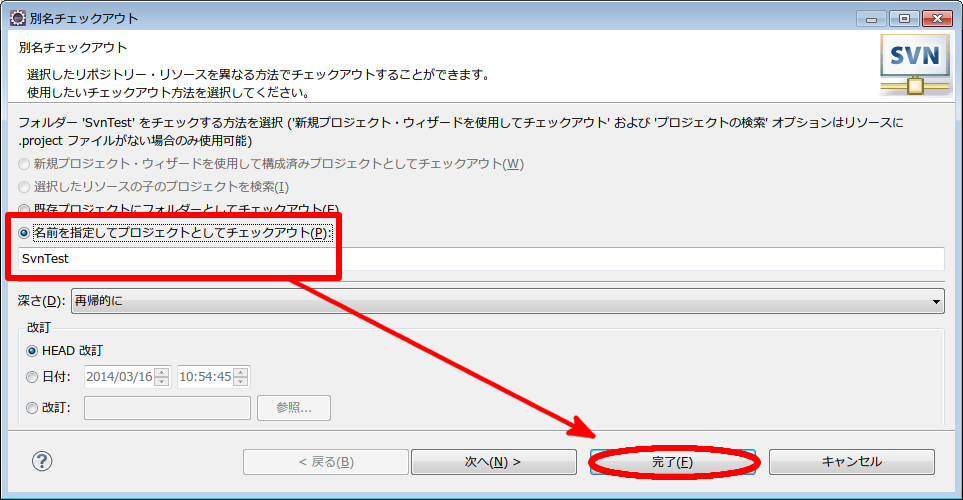 別名チェックアウト
別名チェックアウト
選択したリポジトリー・リソースを異なる方法でチェックアウトすることができます。
使用したいチェックアウト方法を選択してください。
SVN
フォルダー 'SvnTest' をチェックする方法を選択 ('新規プロジェクト・ウィザードを使用してチェックアウト' および 'プロジェクトの検索' オプションはリソースに
.project ファイルがない場合のみ使用可能)
新規プロジェクト・ウィザードを使用して構成済みプロジェクトとしてチェックアウト(W)
選択したリソースの子のプロジェクトを検索(I)
既存プロジェクトにフォルダーとしてチェックアウト(E)
名前を指定してプロジェクトとしてチェックアウト(P):
SvnTest
深さ(D): 再帰的に
改訂
HEAD 改訂
日付: 2014/03/16 10:54:45
改訂: 参照...
< 戻る(B) 次へ(N) > 完了(F) キャンセル